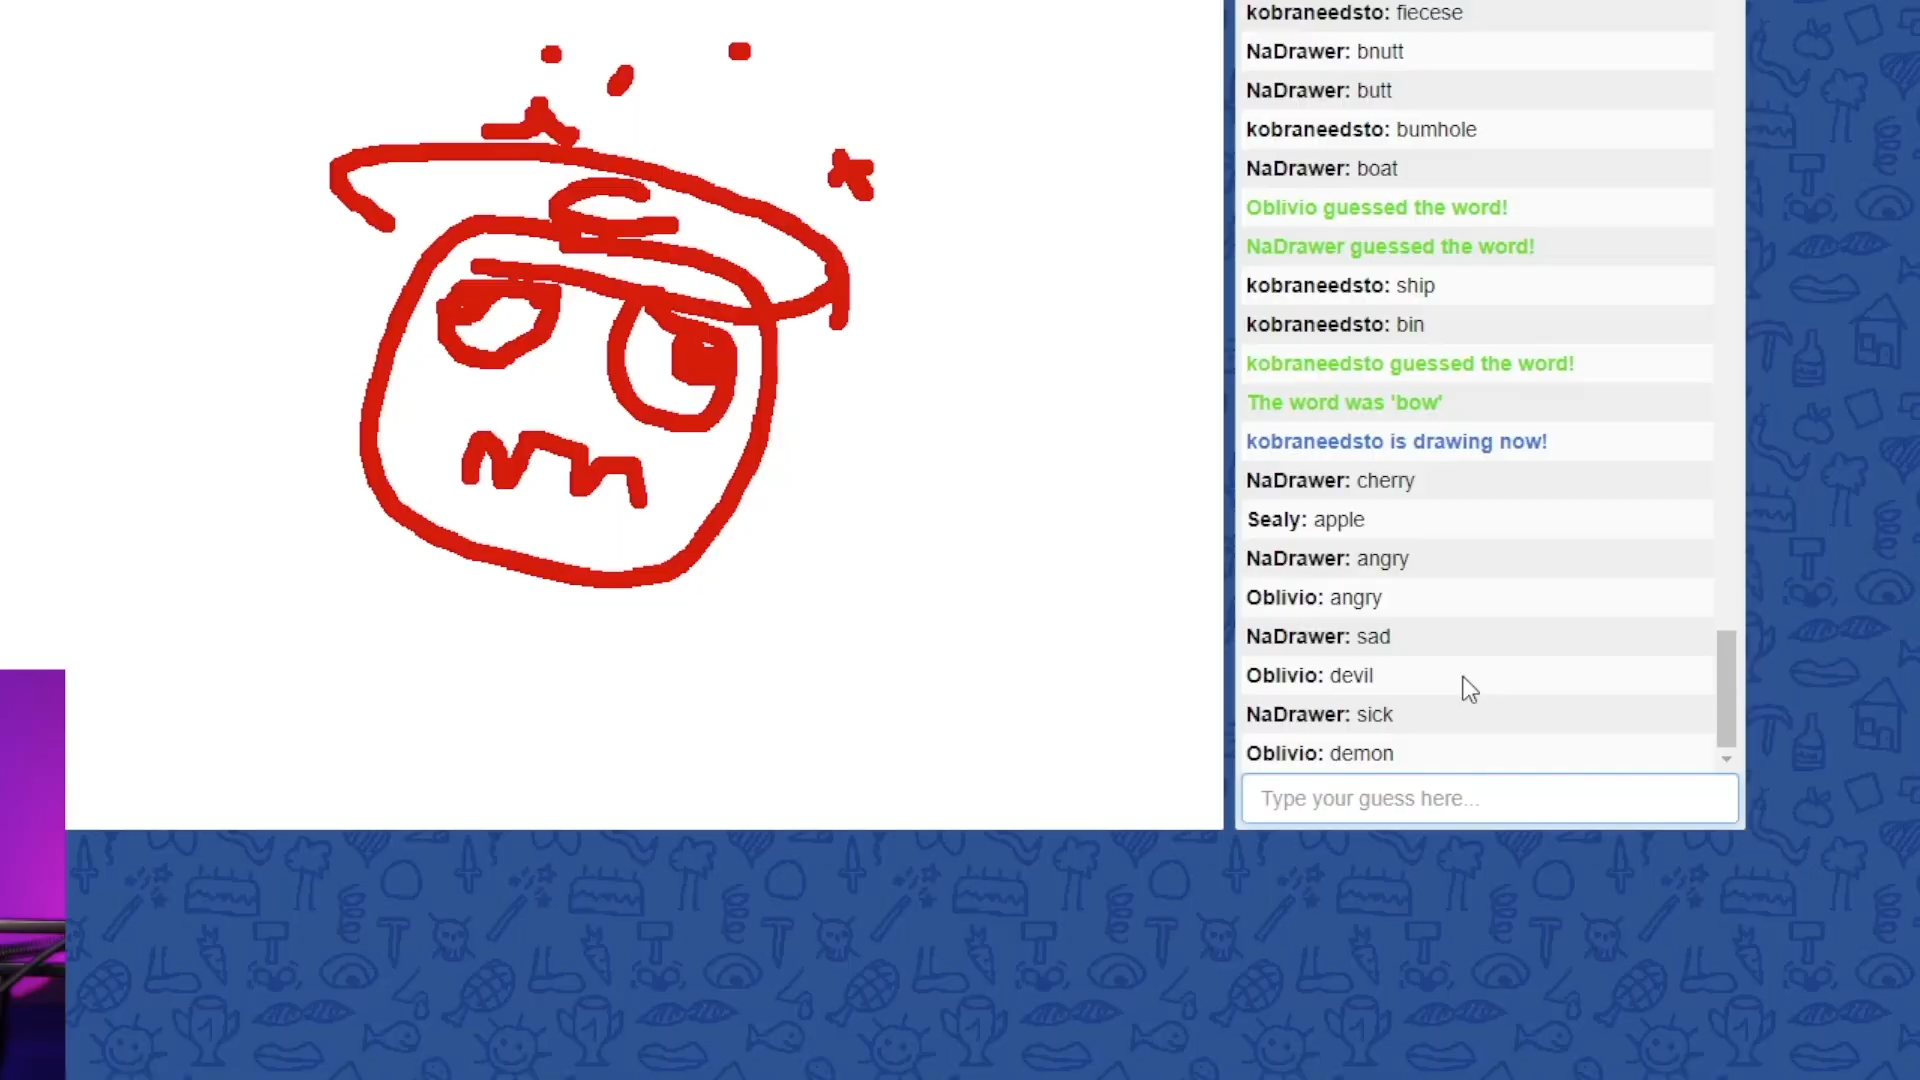 kobraneedsto: fiecese
NaDrawer: bnutt
NaDrawer: butt
kobraneedsto: bumhole
NaDrawer: boat
Oblivio guessed the word!
NaDrawer guessed the word!
kobraneedsto: ship
kobraneedsto: bin
kobraneedsto guessed the word!
The word was 'bow'
kobraneedsto is drawing now!
NaDrawer: cherry
Sealy: apple
NaDrawer: angry
Oblivio: angry
NaDrawer: sad
Oblivio: devil
NaDrawer: sick
Oblivio: demon
Type your guess here...